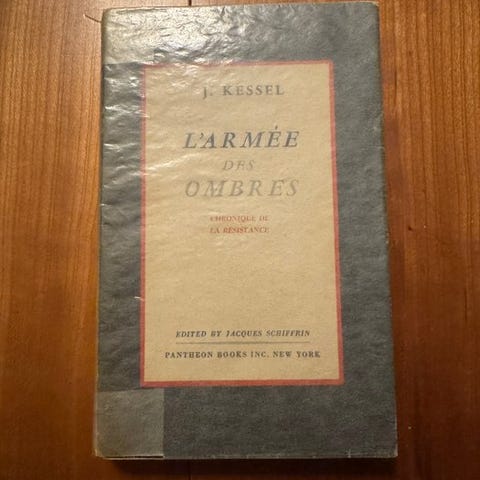 J. KESSEL
L'ARMÉE
DES
OMBRES
CHRONIQUE DE
LA RÉSISTANCE
EDITED BY JACQUES SCHIFFRIN
PANTHEON BOOKS INC. NEW YORK